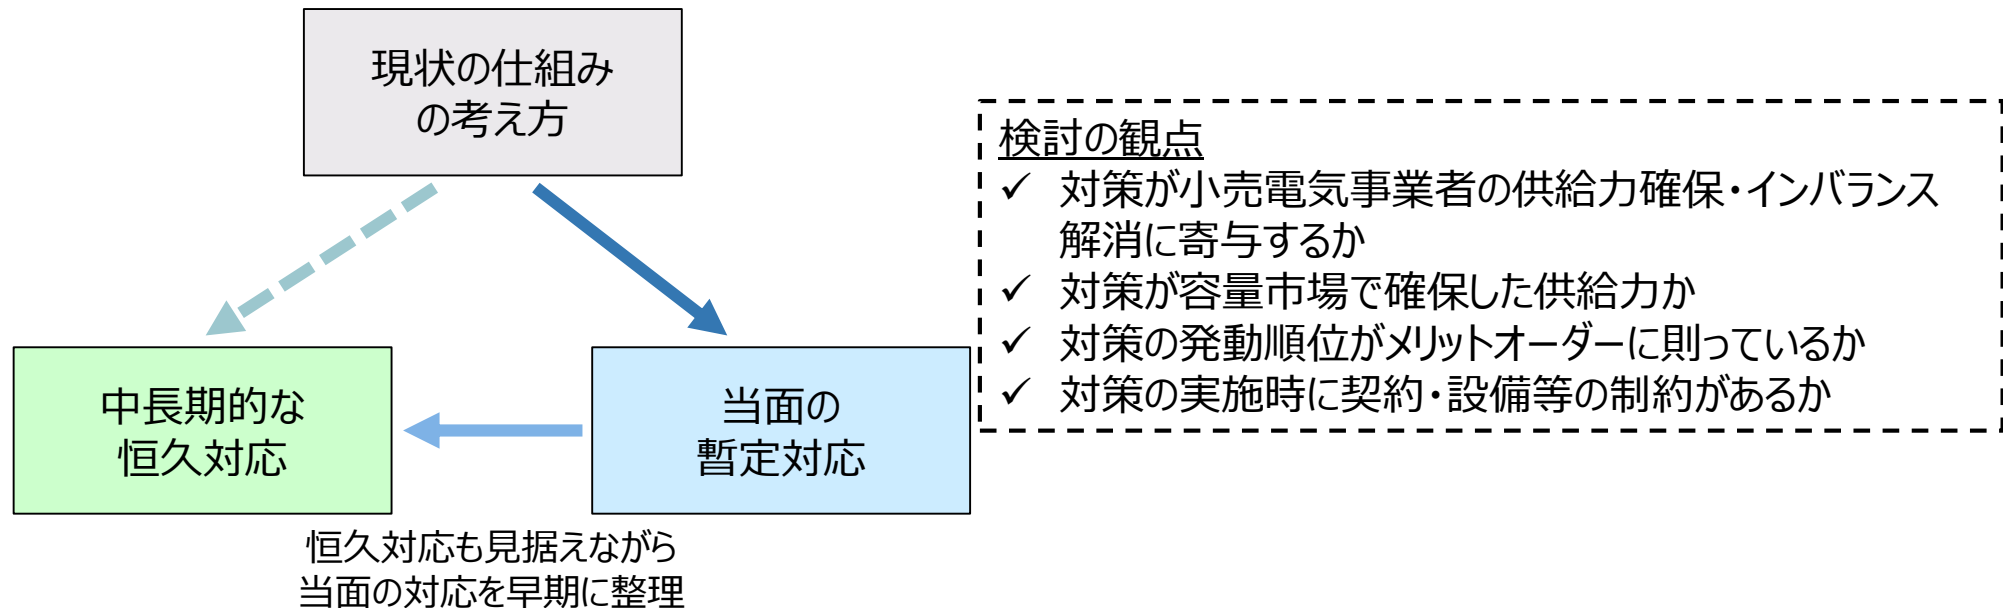 現状の仕組み
の考え方
検討の観点
✓ 対策が小売電気事業者の供給力確保・インバランス
解消に寄与するか
✓ 対策が容量市場で確保した供給力か
✓ 対策の発動順位がメリットオーダーに則っているか
✓ 対策の実施時に契約・設備等の制約があるか
中長期的な
恒久対応
当面の
暫定対応
恒久対応も見据えながら
当面の対応を早期に整理